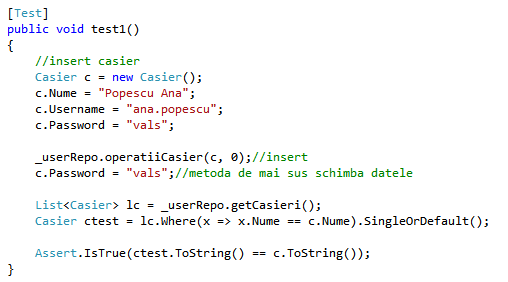 [Test]
public void test1()
{
    //insert casier
    Casier c = new Casier();
    c.Nume = "Popescu Ana";
    c.Username = "ana.popescu";
    c.Password = "vals";

    _userRepo.operatiiCasier(c, 0);//insert
    c.Password = "vals";//metoda de mai sus schimba datele

    List<Casier> lc = _userRepo.getCasieri();
    Casier ctest = lc.Where(x => x.Nume == c.Nume).SingleOrDefault();

    Assert.IsTrue(ctest.ToString() == c.ToString());
}